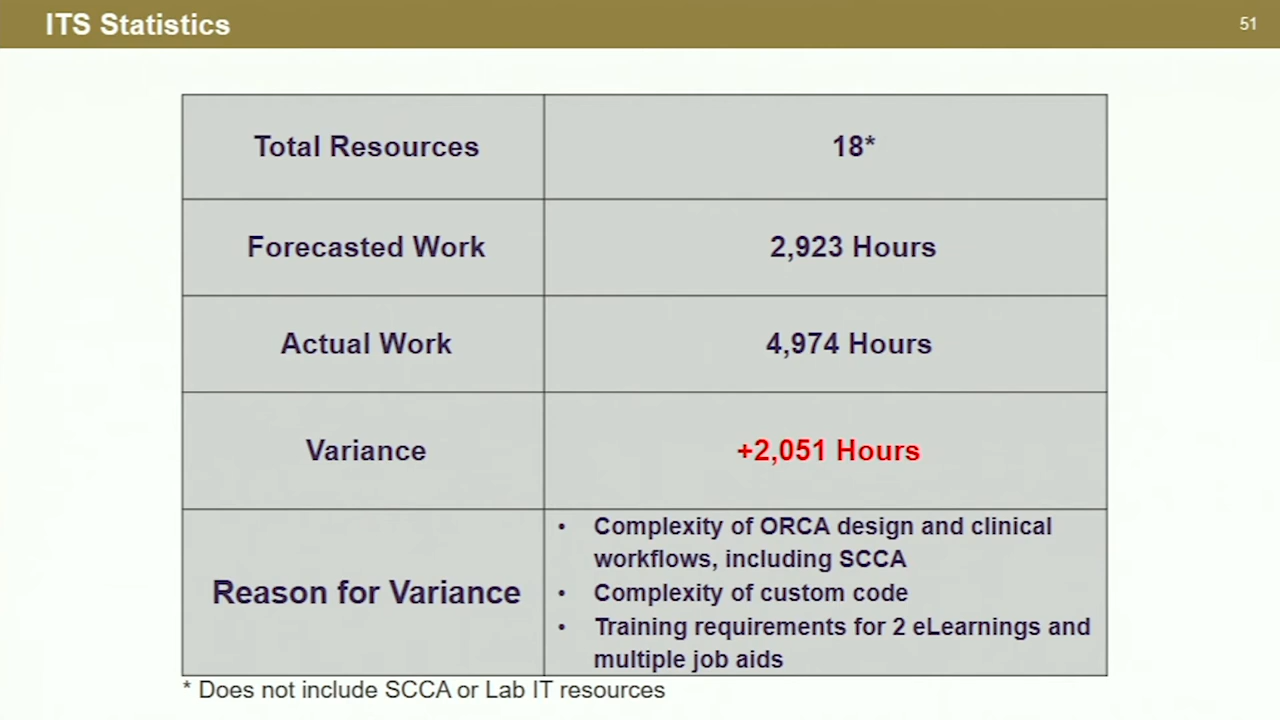 ITS Statistics
51
Total Resources
18*
Forecasted Work
2,923 Hours
Actual Work
4,974 Hours
Variance
+2,051 Hours
Reason for Variance
• Complexity of ORCA design and clinical
workflows, including SCCA
• Complexity of custom code
• Training requirements for 2 eLearnings and
multiple job aids
* Does not include SCCA or Lab IT resources